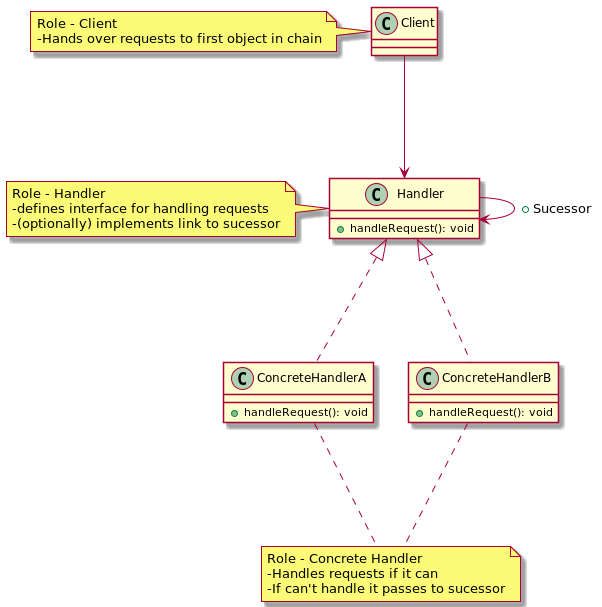 Role - Client
-Hands over requests to first object in chain
C Client
Role - Handler
-defines interface for handling requests
-(optionally) implements link to sucessor
C Handler
handleRequest(): void
Sucessor
C ConcreteHandlerA
handleRequest(): void
C ConcreteHandlerB
handleRequest(): void
Role - Concrete Handler
-Handles requests if it can
-If can't handle it passes to sucessor